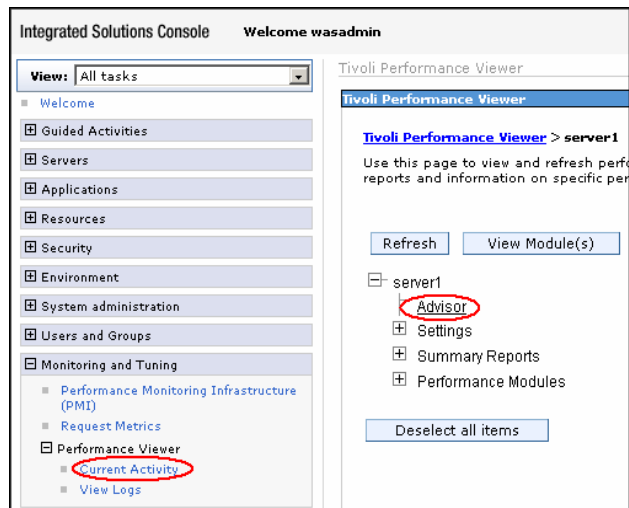 Integrated Solutions Console Welcome wasadmin
View: All tasks
Welcome
Guided Activities
Servers
Applications
Resources
Security
Environment
System administration
Users and Groups
Monitoring and Tuning
Performance Monitoring Infrastructure
(PMI)
Request Metrics
Performance Viewer
Current Activity
View Logs
Tivoli Performance Viewer
Tivoli Performance Viewer
Tivoli Performance Viewer > server1
Use this page to view and refresh perfo
reports and information on specific per
Refresh View Module(s)
server1
Advisor
Settings
Summary Reports
Performance Modules
Deselect all items